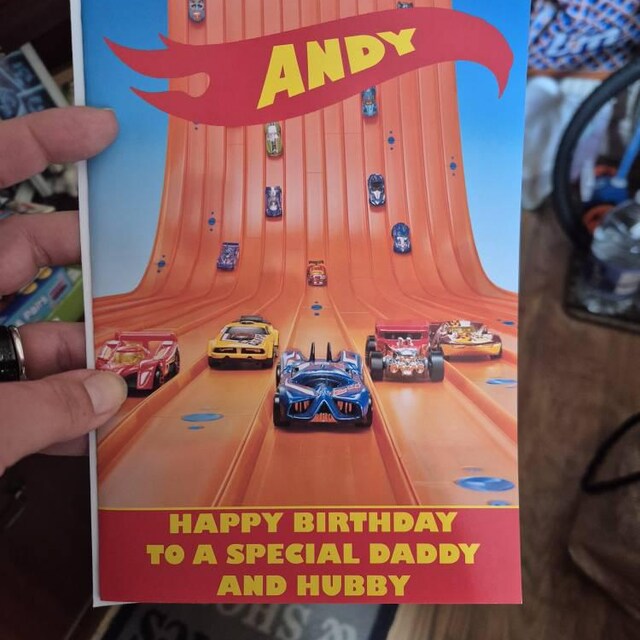 ANDY
HAPPY BIRTHDAY
TO A SPECIAL DADDY
AND HUBBY